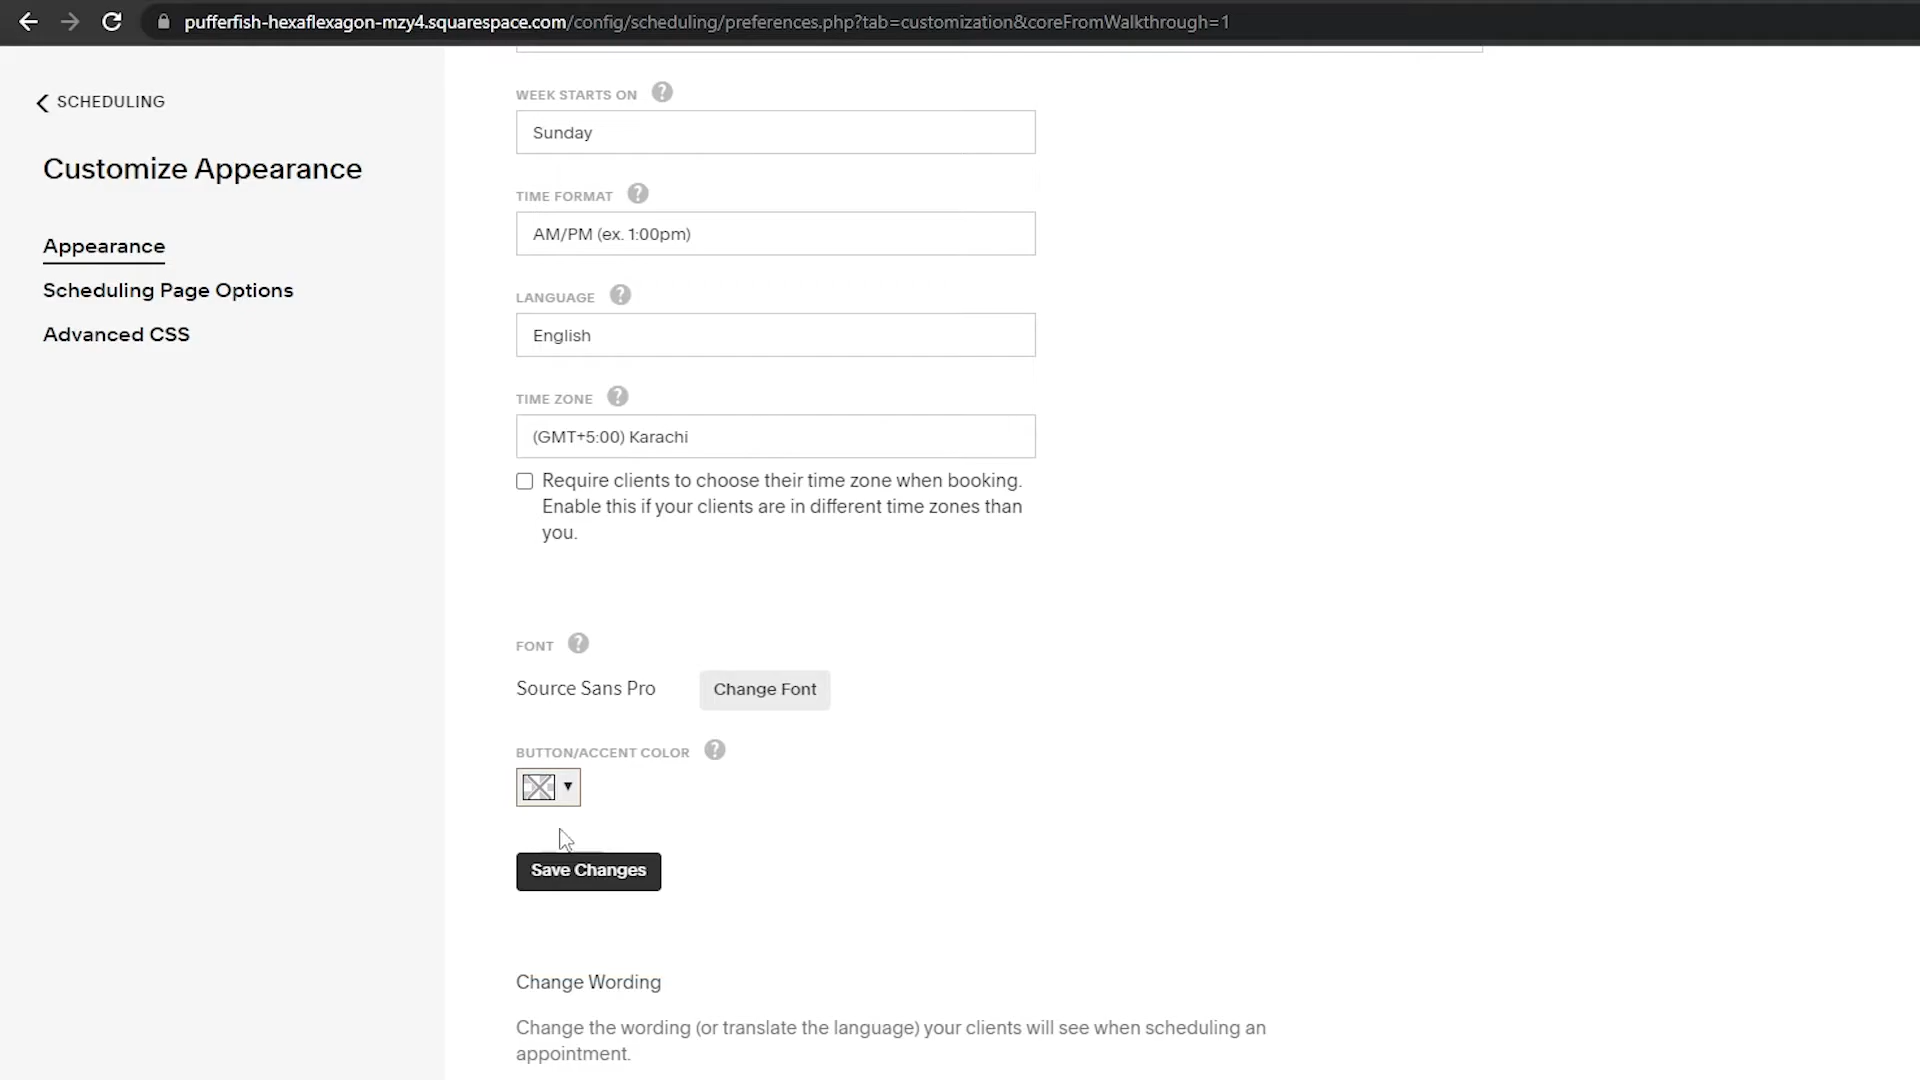 pufferfish-hexaflexagon-mzy4.squarespace.com/config/scheduling/preferences.php?tab=customization&coreFromWalkthrough=1
SCHEDULING
Customize Appearance
Appearance
Scheduling Page Options
Advanced CSS
WEEK STARTS ON ?
Sunday
TIME FORMAT ?
AM/PM (ex. 1:00pm)
LANGUAGE ?
English
TIME ZONE ?
(GMT+5:00) Karachi
Require clients to choose their time zone when booking.
Enable this if your clients are in different time zones than
you.
FONT ?
Source Sans Pro
Change Font
BUTTON/ACCENT COLOR ?
Save Changes
Change Wording
Change the wording (or translate the language) your clients will see when scheduling an
appointment.